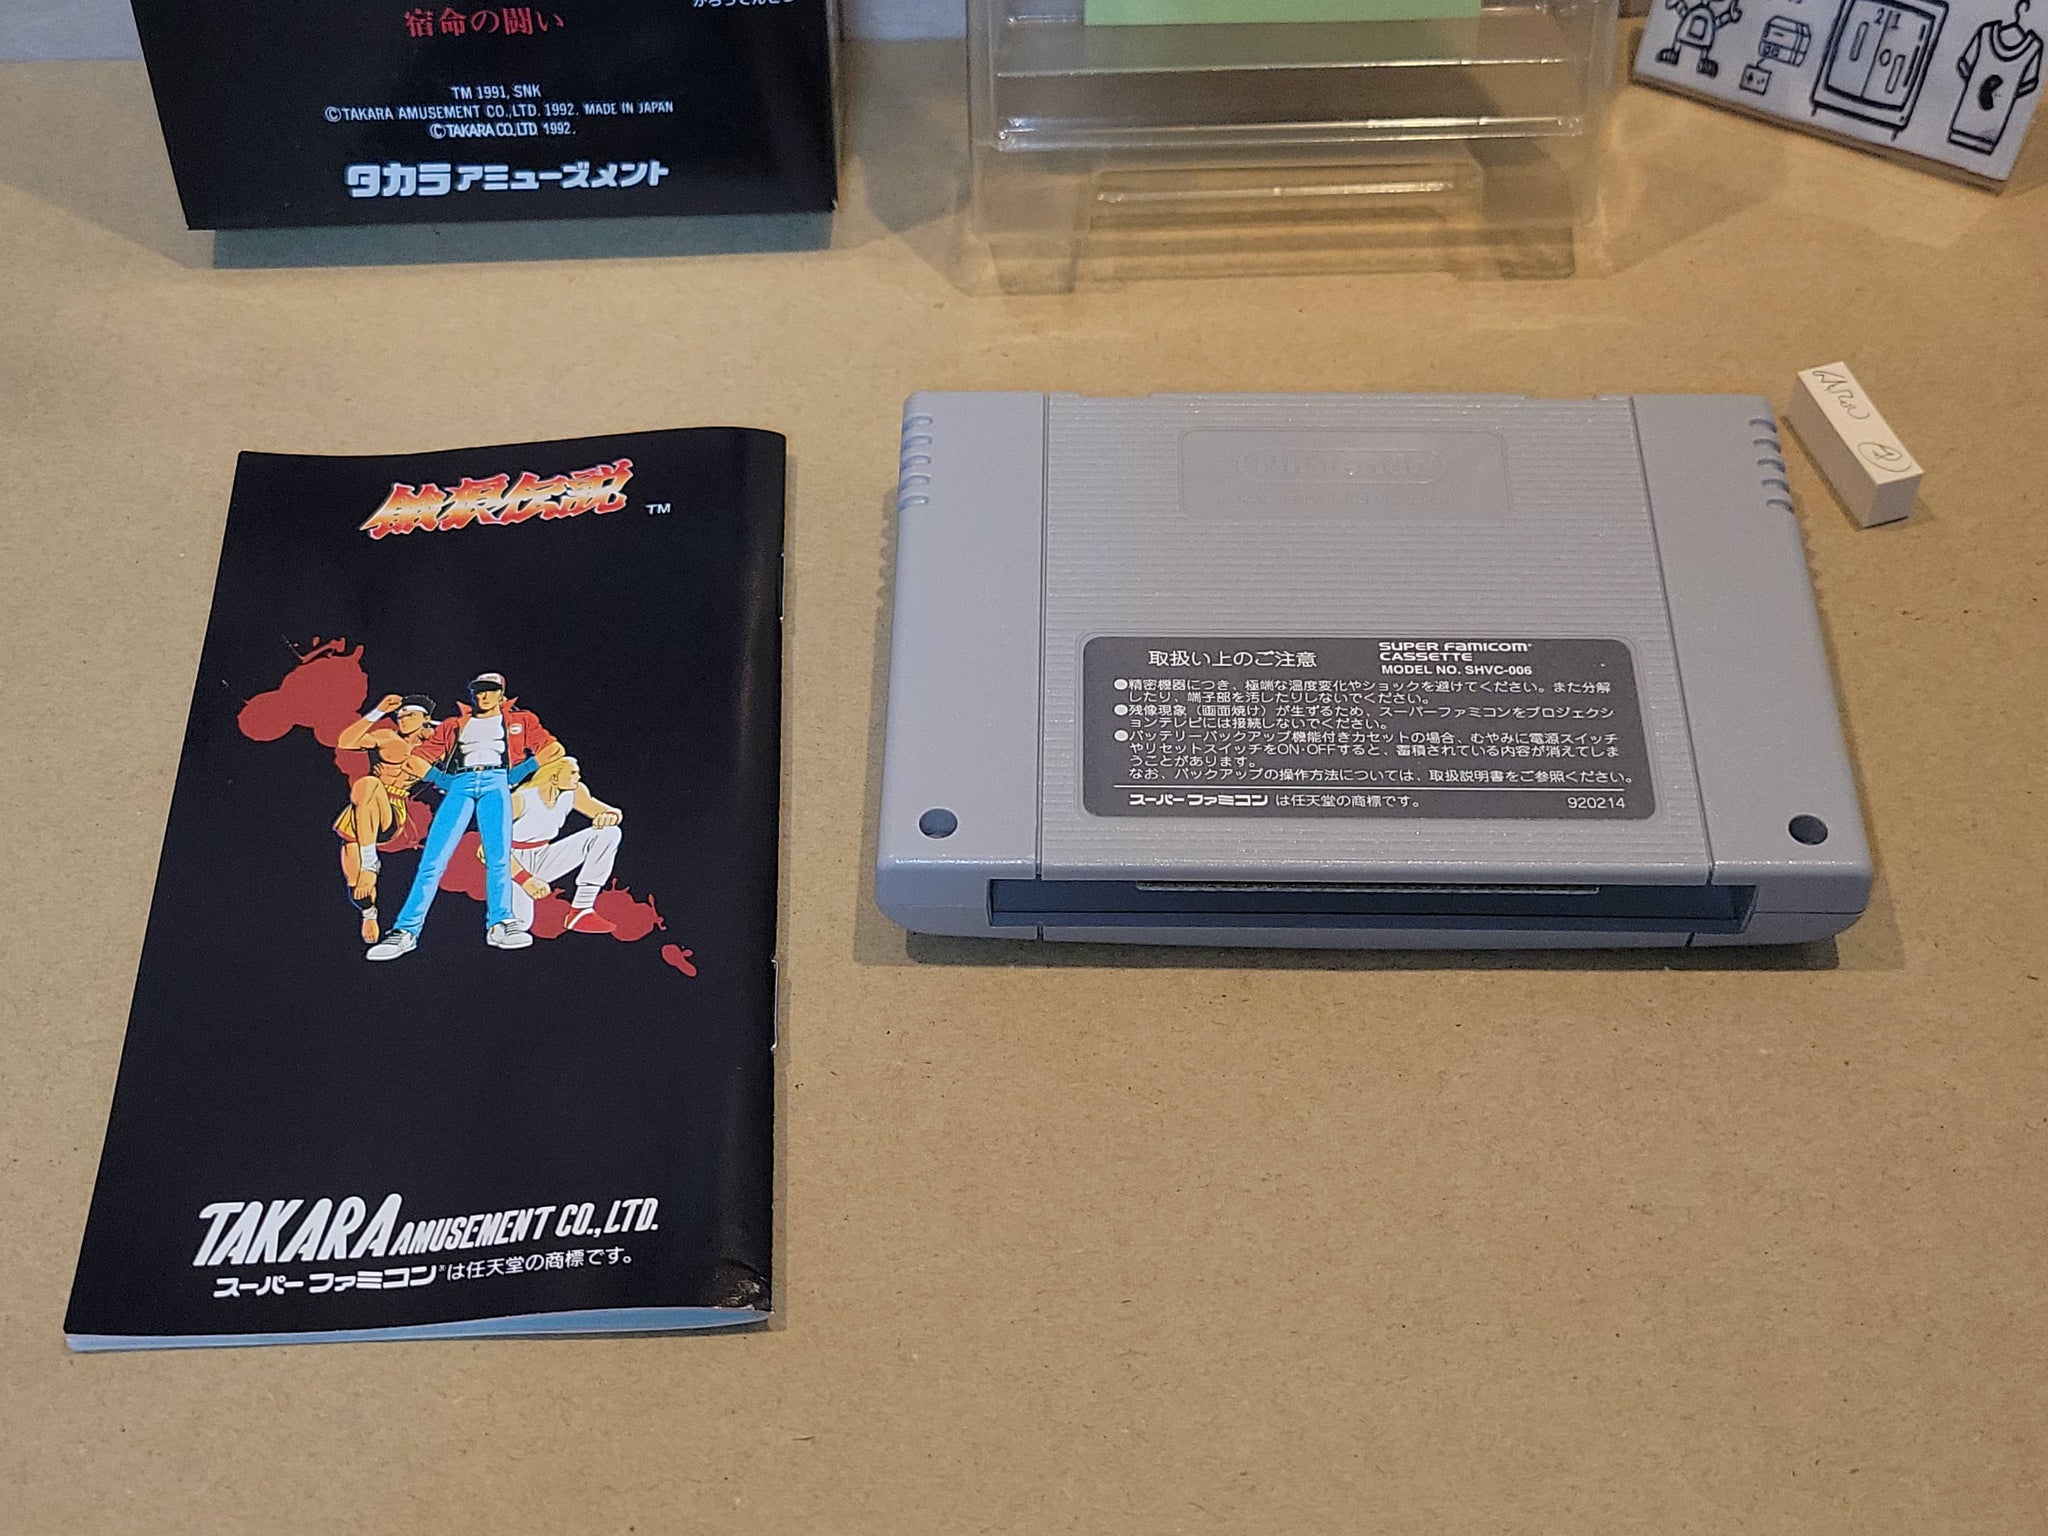 宿命の闘い
TM 1991, SNK
©TAKARA AMUSEMENT CO.,LTD. 1992. MADE IN JAPAN
©TAKARA CO.,LTD. 1992.
タカラアミューズメント
餓狼伝説 TM
TAKARA AMUSEMENT CO.,LTD.
スーパーファミコン®は任天堂の商標です。
取扱い上のご注意
SUPER FAMICOM®
CASSETTE
MODEL NO. SHVC-006
●精密機器につき、極端な温度変化やショックを避けてください。また分解
したり、端子部を汚したりしないでください。
●残像現象（画面焼け）が生ずるため、スーパーファミコンをプロジェクシ
ョンテレビには接続しないでください。
●バッテリーバックアップ機能付きカセットの場合、むやみに電源スイッチ
やリセットスイッチをON・OFFすると、蓄積されている内容が消えてしま
うことがあります。
なお、バックアップの操作方法については、取扱説明書をご参照ください。
スーパーファミコン は任天堂の商標です。
920214